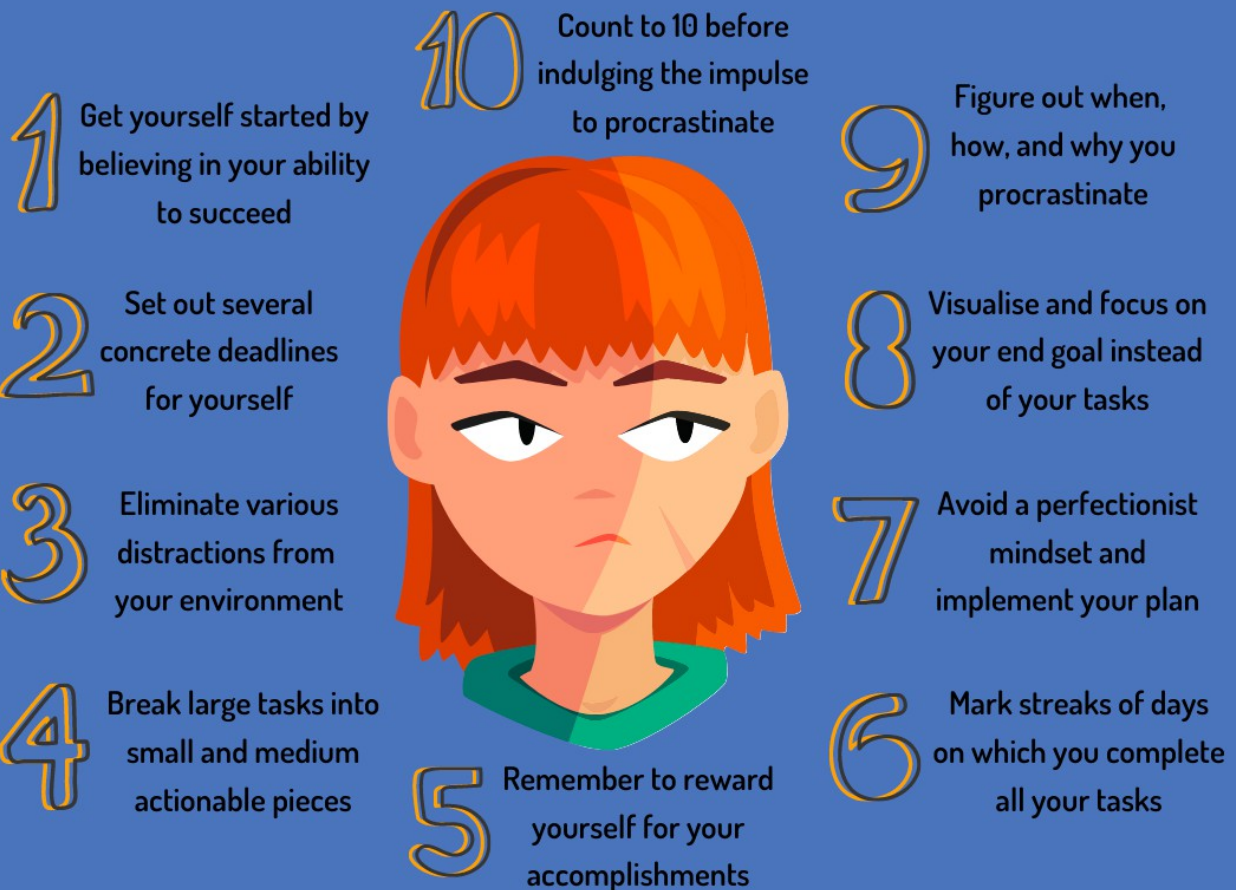 1
Get yourself started by
believing in your ability
to succeed
2
Set out several
concrete deadlines
for yourself
3
Eliminate various
distractions from
your environment
4
Break large tasks into
small and medium
actionable pieces
5
Remember to reward
yourself for your
accomplishments
6
Mark streaks of days
on which you complete
all your tasks
7
Avoid a perfectionist
mindset and
implement your plan
8
Visualise and focus on
your end goal instead
of your tasks
9
Figure out when,
how, and why you
procrastinate
10
Count to 10 before
indulging the impulse
to procrastinate